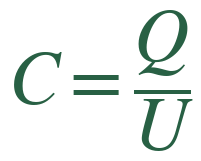 C = Q/U